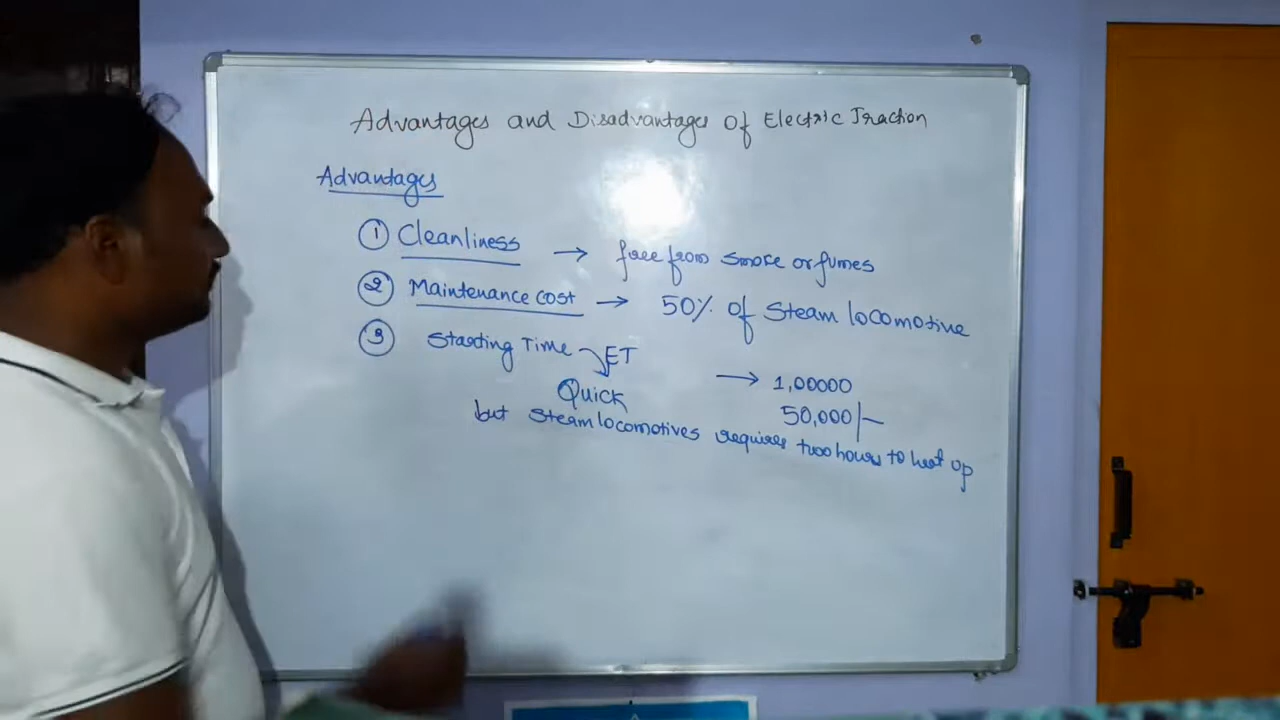 Advantages and Disadvantages Of Electric Traction
Advantages
① Cleanliness → free from smoke or fumes
② Maintenance cost → 50% of Steam locomotive
③ Starting Time ET
→ 1,00000
Quick
50,000/-
but Steam locomotives requires two hours to heat up